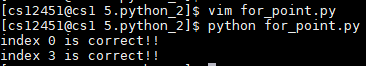 [cs12451@cs1 5.python_2]$ vim for_point.py
[cs12451@cs1 5.python_2]$ python for_point.py
index 0 is correct!!
index 3 is correct!!